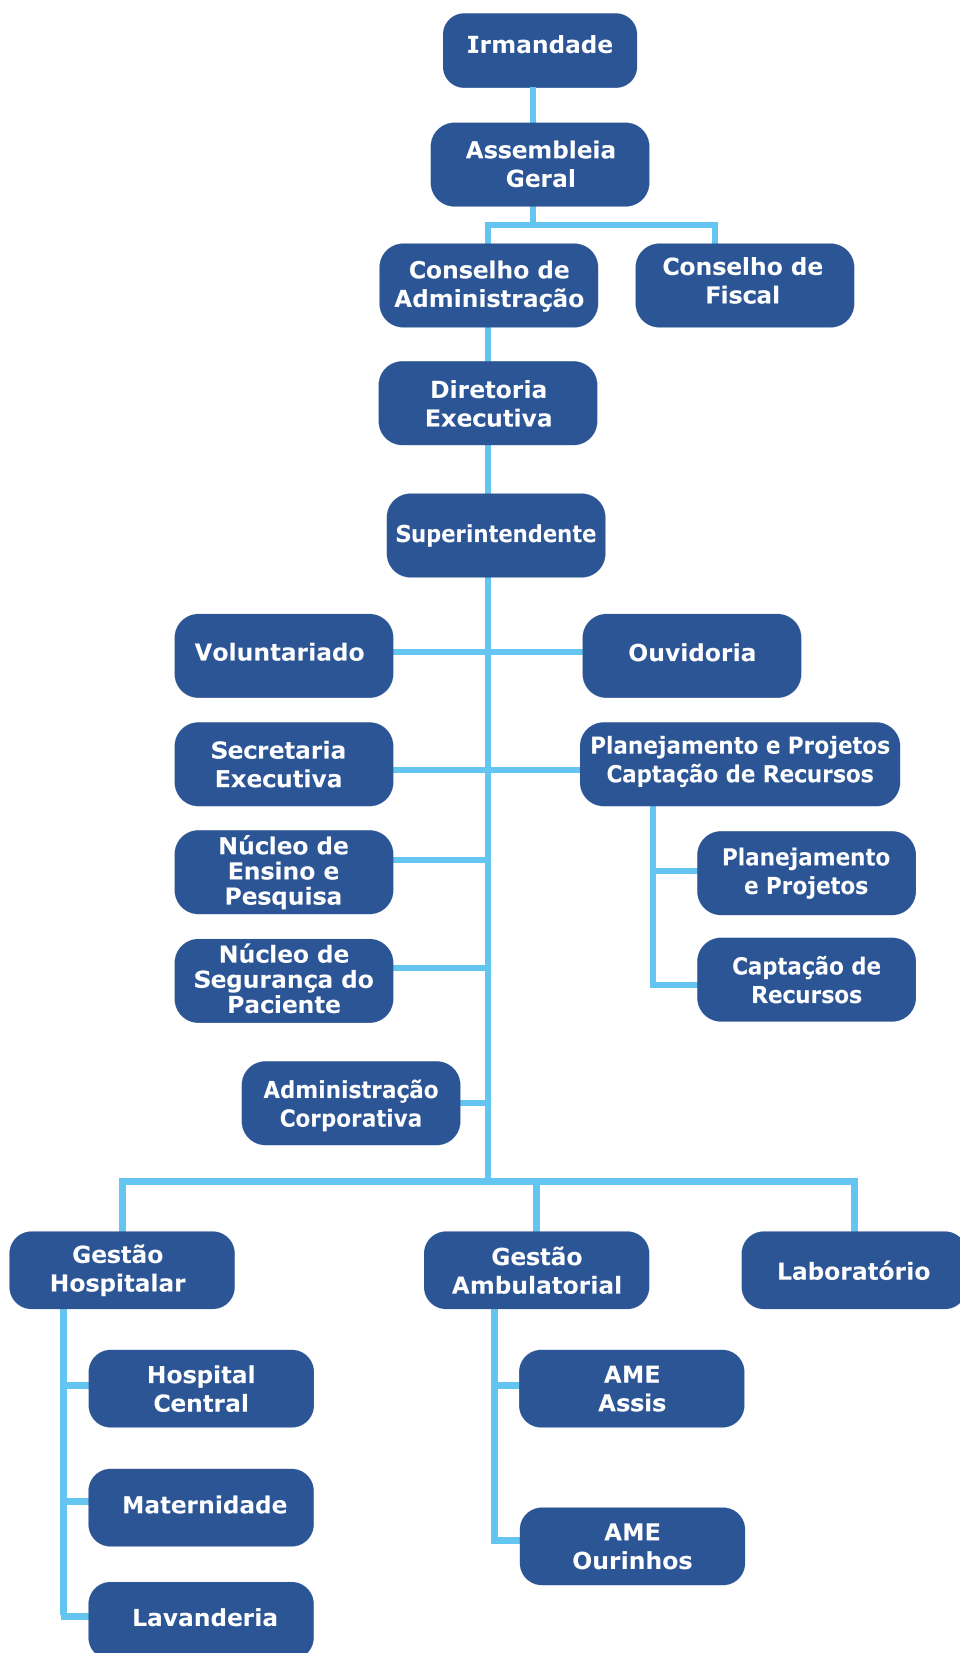 Irmandade
Assembleia
Geral
Conselho de
Administração
Conselho de
Fiscal
Diretoria
Executiva
Superintendente
Voluntariado
Ouvidoria
Secretaria
Executiva
Planejamento e Projetos
Captação de Recursos
Núcleo de
Ensino e
Pesquisa
Planejamento
e Projetos
Núcleo de
Segurança do
Paciente
Captação de
Recursos
Administração
Corporativa
Gestão
Hospitalar
Gestão
Ambulatorial
Laboratório
Hospital
Central
AME
Assis
Maternidade
AME
Ourinhos
Lavanderia